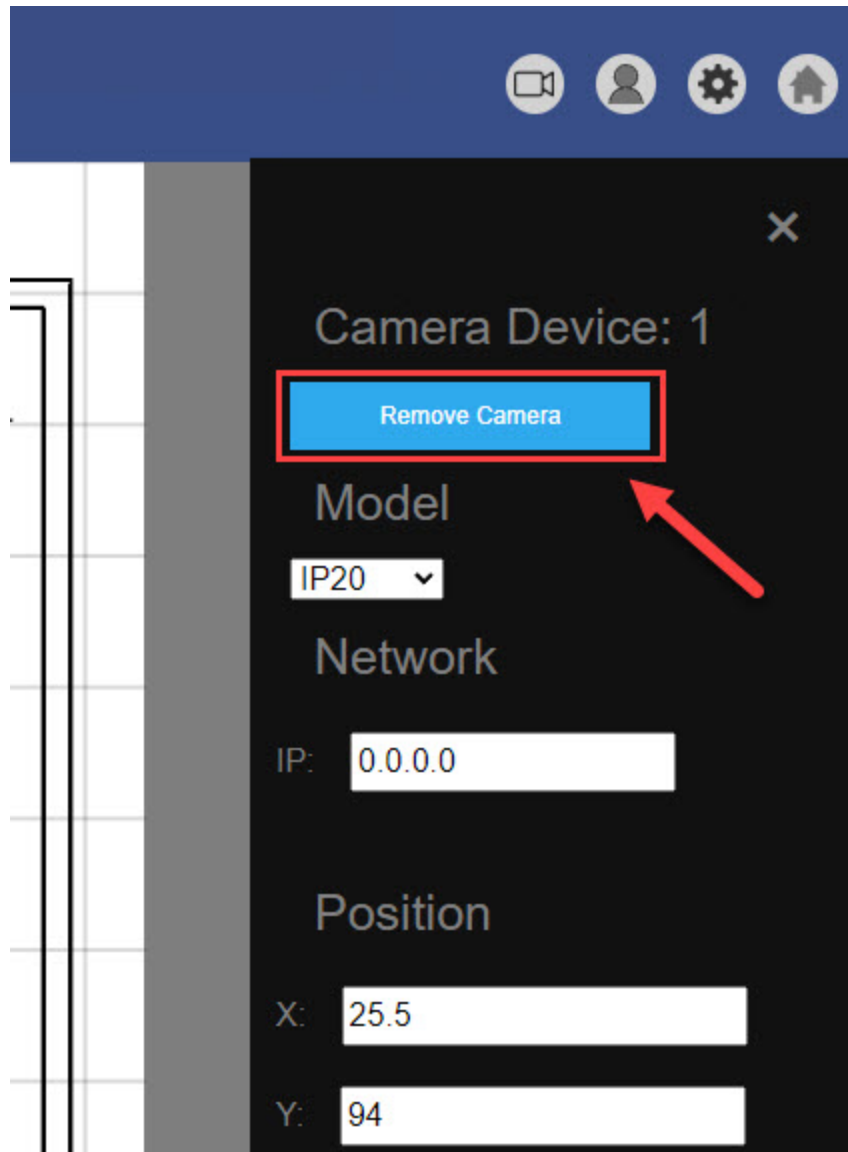 Camera Device: 1
Remove Camera
Model
IP20
Network
IP: 0.0.0.0
Position
X: 25.5
Y: 94